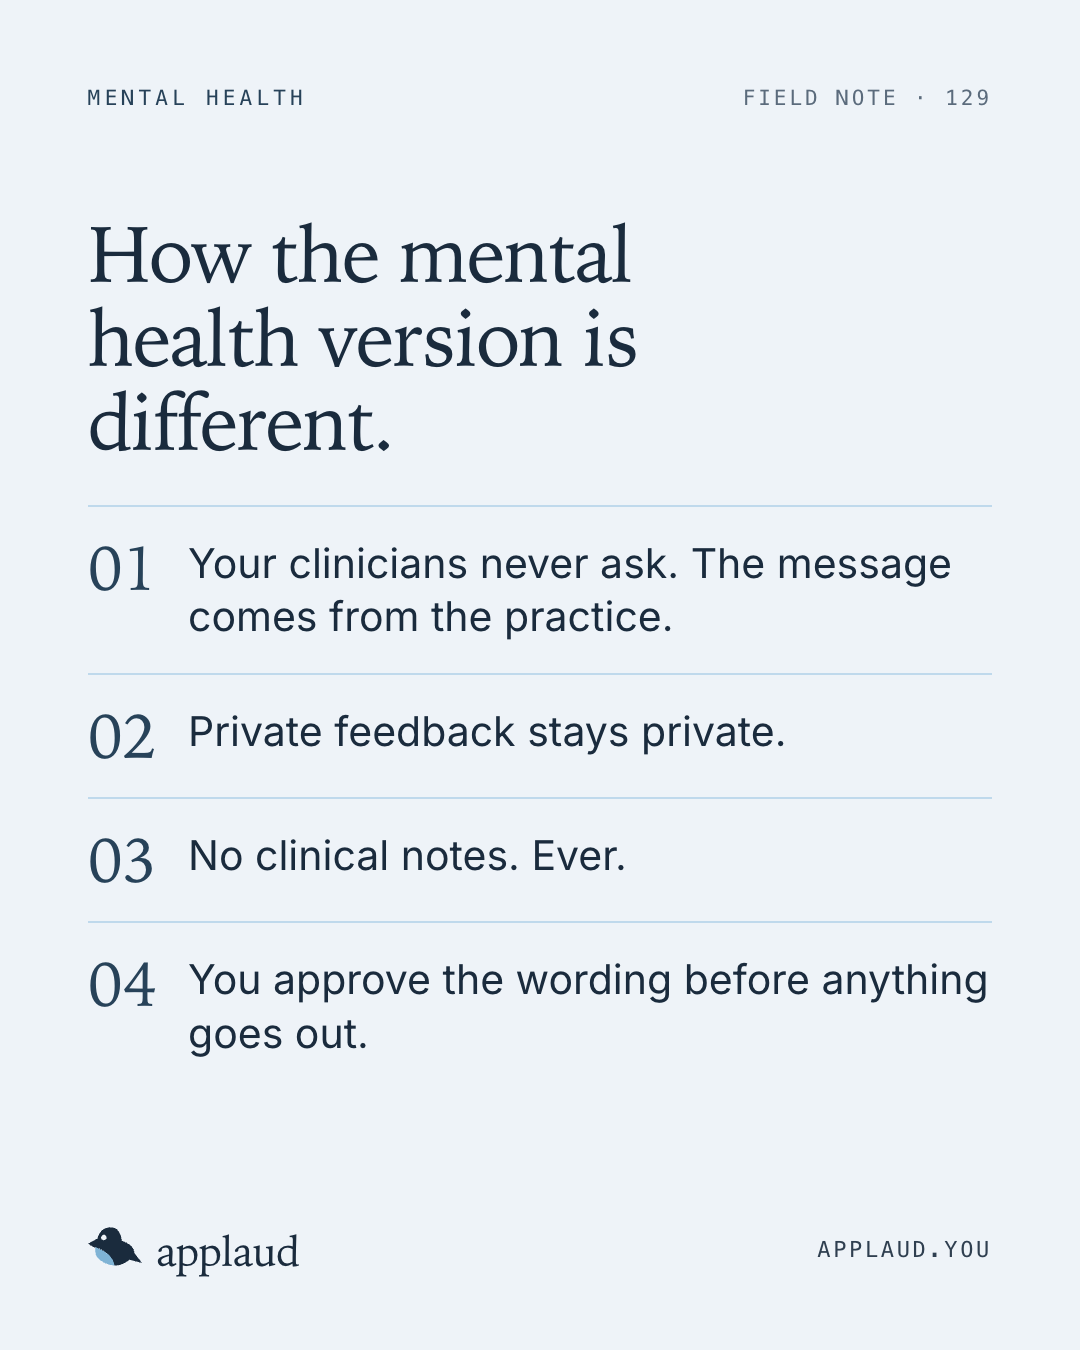 MENTAL HEALTH
FIELD NOTE · 129
How the mental
health version is
different.
01 Your clinicians never ask. The message
comes from the practice.
02 Private feedback stays private.
03 No clinical notes. Ever.
04 You approve the wording before anything
goes out.
applaud
APPLAUD.YOU